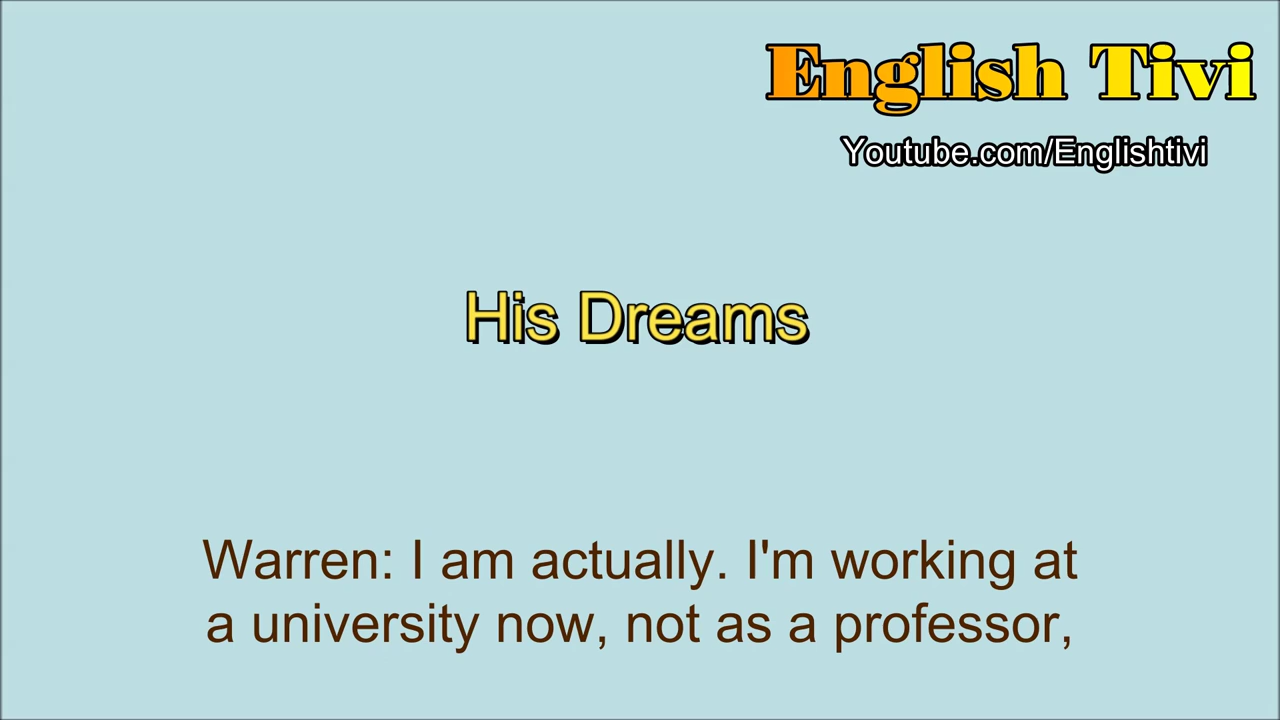 English Tivi
Youtube.com/Englishtivi
His Dreams
Warren: I am actually. I'm working at
a university now, not as a professor,